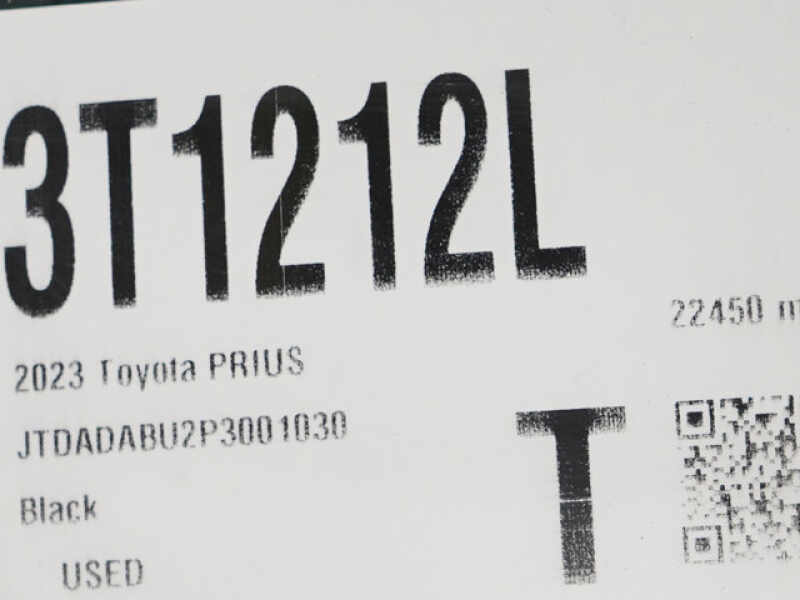 3T1212L
22450
2023 Toyota PRIUS
JTDADABU2P3001030
T
Black
USED